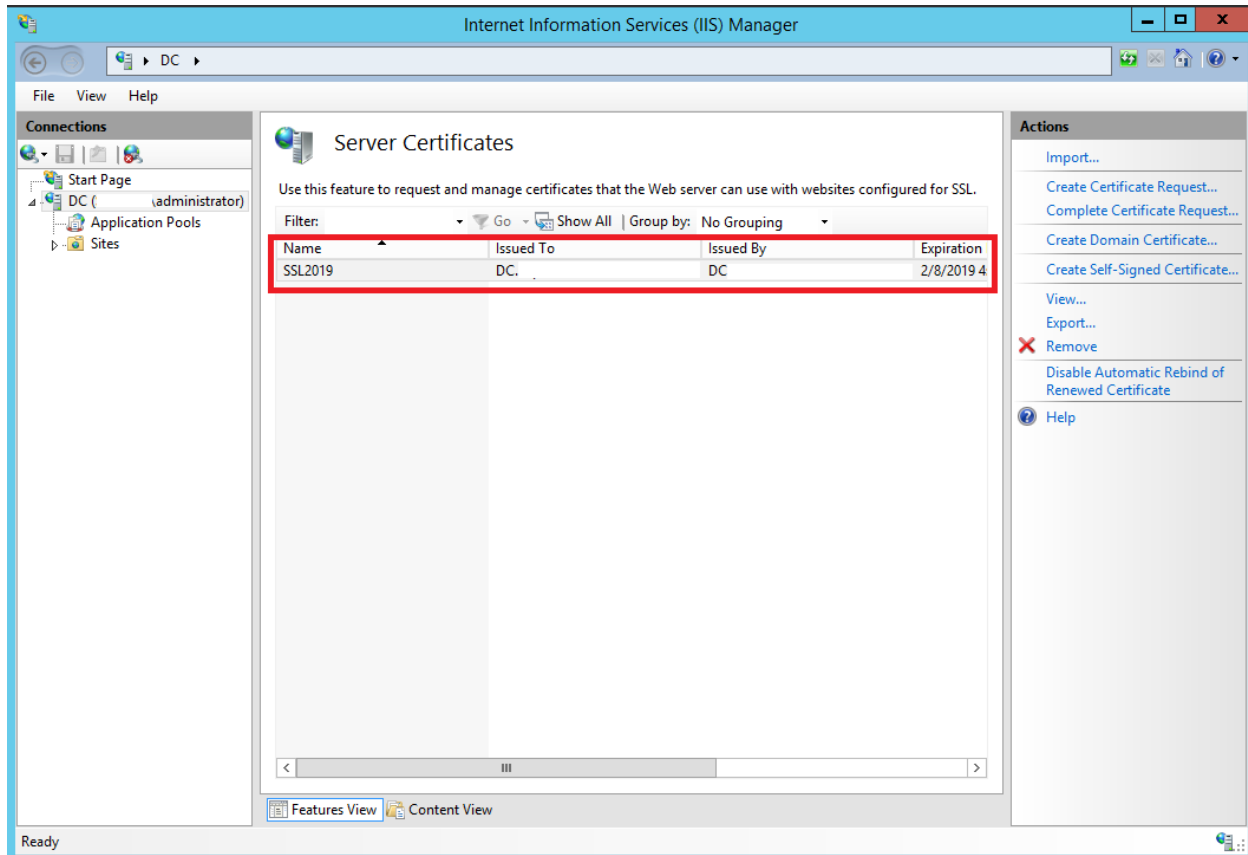 Internet Information Services (IIS) Manager
DC
File View Help
Connections
Start Page
DC ( \administrator)
Application Pools
Sites
Server Certificates
Use this feature to request and manage certificates that the Web server can use with websites configured for SSL.
Filter: Go Show All Group by: No Grouping
Name Issued To Issued By Expiration
SSL2019 DC. DC 2/8/2019 4
Features View Content View
Actions
Import...
Create Certificate Request...
Complete Certificate Request...
Create Domain Certificate...
Create Self-Signed Certificate...
View...
Export...
Remove
Disable Automatic Rebind of
Renewed Certificate
Help
Ready